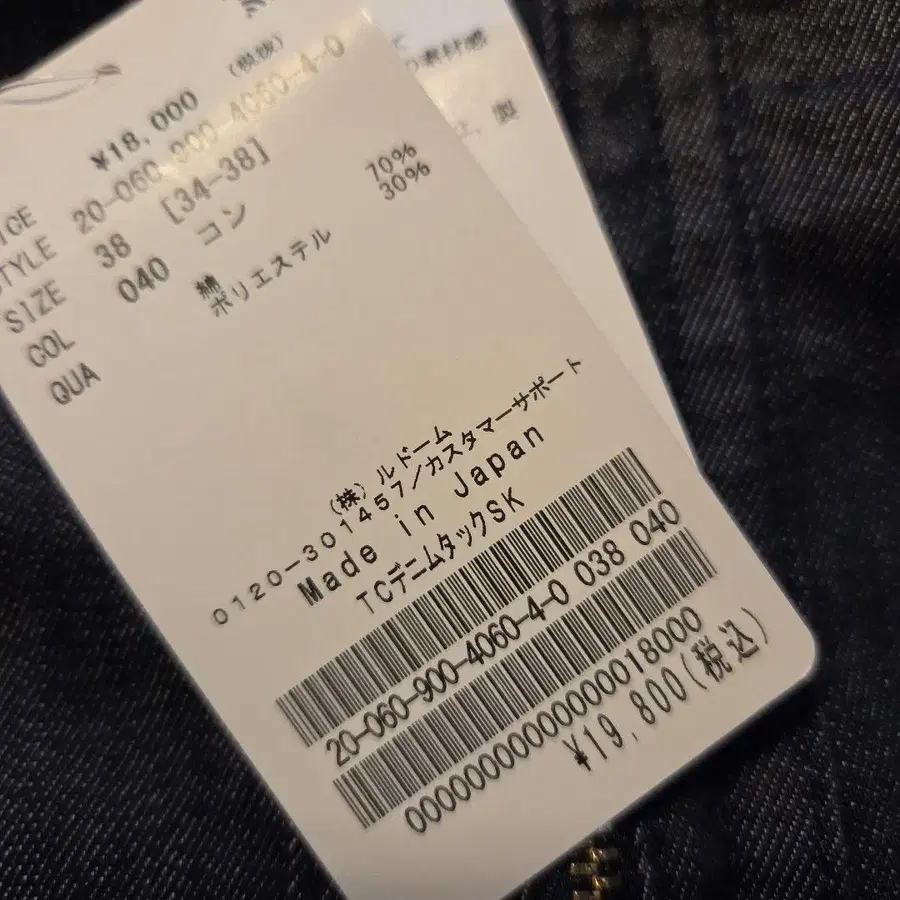 ¥18,000 (税抜)
STYLE 20-060-900-4060-4-0
SIZE 38 [34-38]
COL 040 コン
QUA 綿 70%
ポリエステル 30%
(株) ルドーム
0120-301457/カスタマーサポート
Made in Japan
TCデニムタックSK
20-060-900-4060-4-0 038 040
0000000000000018000
¥19,800(税込)